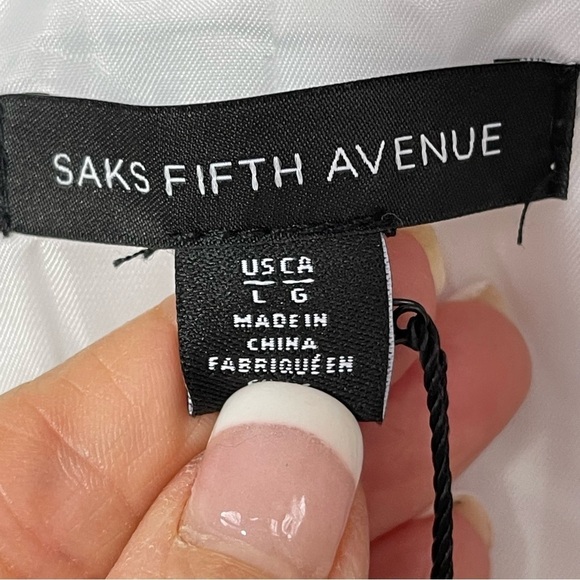 SAKS FIFTH AVENUE
US CA
L G
MADE IN
CHINA
FABRIQUÉ EN